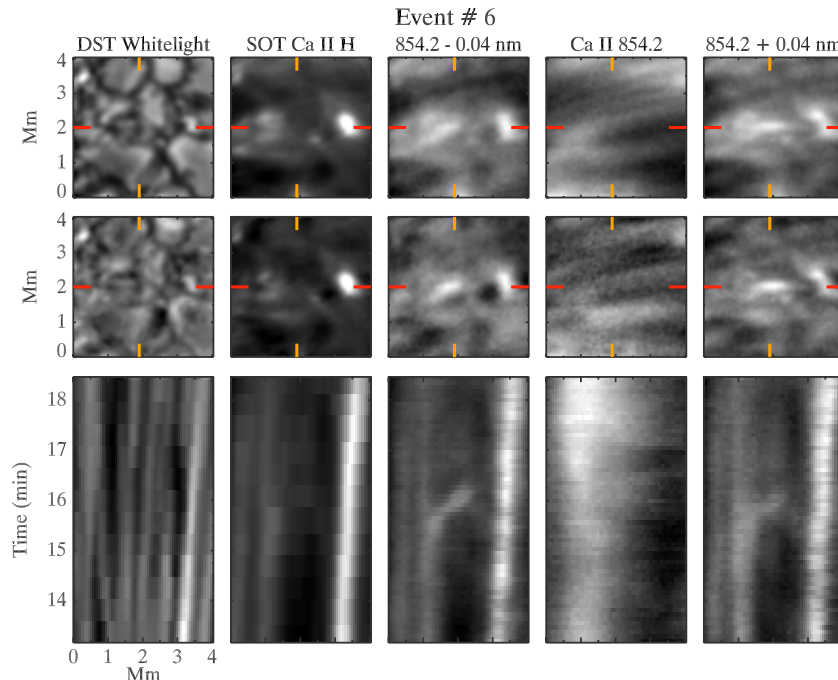 Event # 6
DST Whitelight SOT Ca II H 854.2 - 0.04 nm Ca II 854.2 854.2 + 0.04 nm
4
3
Mm 2
1
0
4
3
Mm 2
1
0
18
17
16
Time (min)
15
14
0 1 2 3 4
Mm